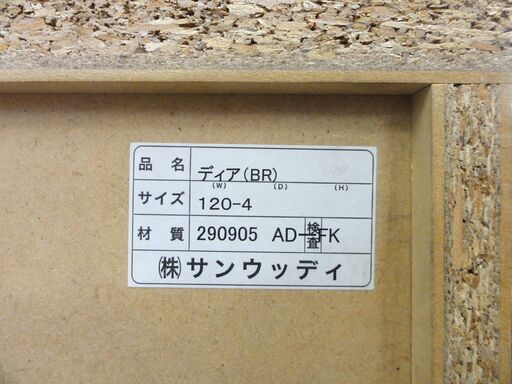 品名 ディア(BR)
(W) (D) (H)
サイズ 120-4
材質 290905 AD-FK 検査
㈱サンウッディ